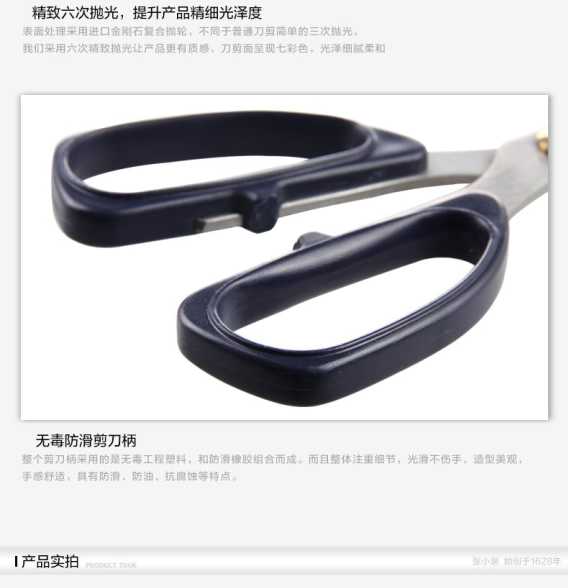 精致六次抛光，提升产品精细光泽度
表面处理采用进口金刚石复合抛轮，不同于普通刀剪简单的三次抛光，
我们采用六次精致抛光让产品更有质感、刀剪面呈现七彩色，光泽细腻柔和
无毒防滑剪刀柄
整个剪刀柄采用的是无毒工程塑料，和防滑橡胶组合而成。而且整体注重细节，光滑不伤手，造型美观，
手感舒适，具有防滑、防油、抗腐蚀等特点。
产品实拍
张小泉 始创于1628年